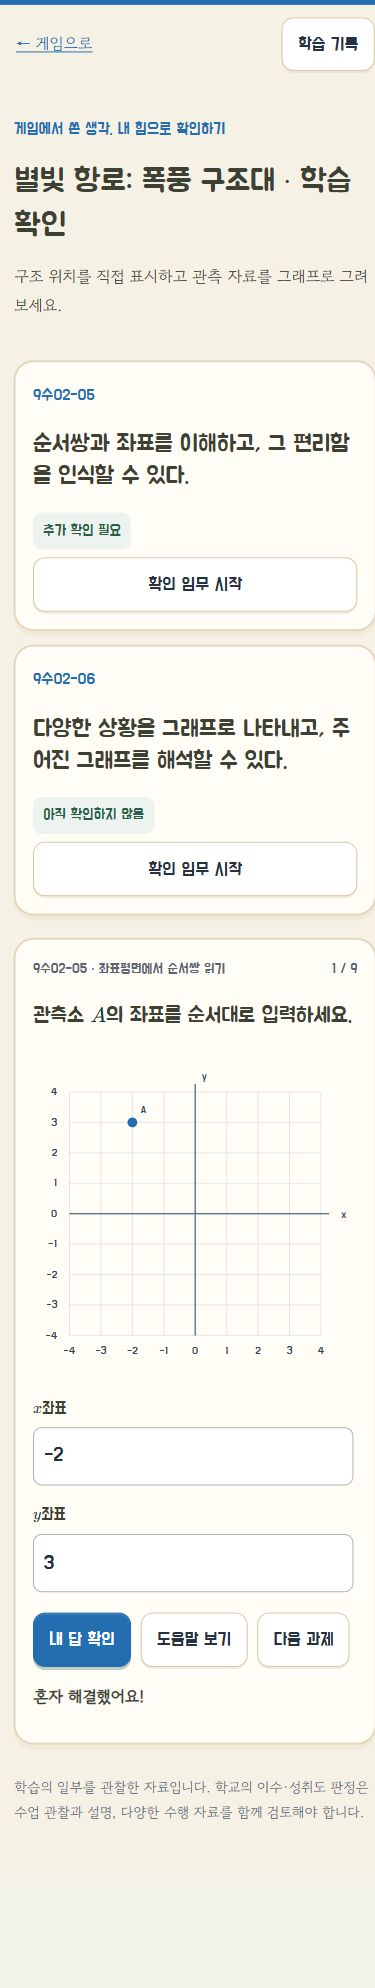 ← 게임으로
학습 기록
게임에서 쓴 생각, 내 힘으로 확인하기
별빛 항로: 폭풍 구조대 · 학습
확인
구조 위치를 직접 표시하고 관측 자료를 그래프로 그려
보세요.
9수02-05
순서쌍과 좌표를 이해하고, 그 편리함
을 인식할 수 있다.
추가 확인 필요
확인 임무 시작
9수02-06
다양한 상황을 그래프로 나타내고, 주
어진 그래프를 해석할 수 있다.
아직 확인하지 않음
확인 임무 시작
9수02-05 · 좌표평면에서 순서쌍 읽기
1 / 9
관측소 A의 좌표를 순서대로 입력하세요.
y
4
A
3
2
1
0
x
-1
-2
-3
-4
-4 -3 -2 -1 0 1 2 3 4
x좌표
-2
y좌표
3
내 답 확인
도움말 보기
다음 과제
혼자 해결했어요!
학습의 일부를 관찰한 자료입니다. 학교의 이수·성취도 판정은
수업 관찰과 설명, 다양한 수행 자료를 함께 검토해야 합니다.